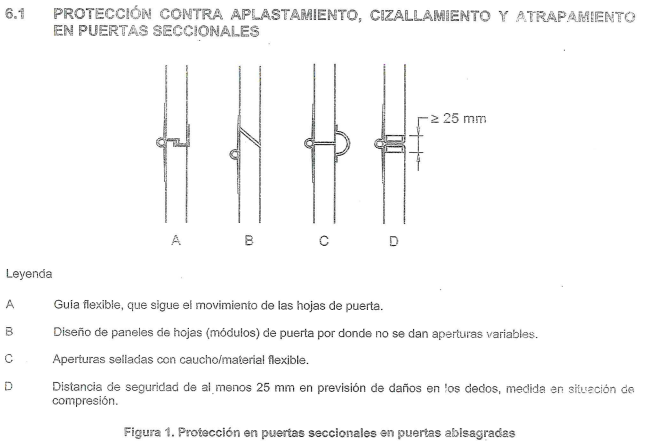 6.1 PROTECCIÓN CONTRA APLASTAMIENTO, CIZALLAMIENTO Y ATRAPAMIENTO
EN PUERTAS SECCIONALES
≥ 25 mm
A B C D
Leyenda
A Guía flexible, que sigue el movimiento de las hojas de puerta.
B Diseño de paneles de hojas (módulos) de puerta por donde no se dan aperturas variables.
C Aperturas selladas con caucho/material flexible.
D Distancia de seguridad de al menos 25 mm en previsión de daños en los dedos, medida en situación de
compresión.
Figura 1. Protección en puertas seccionales en puertas abisagradas